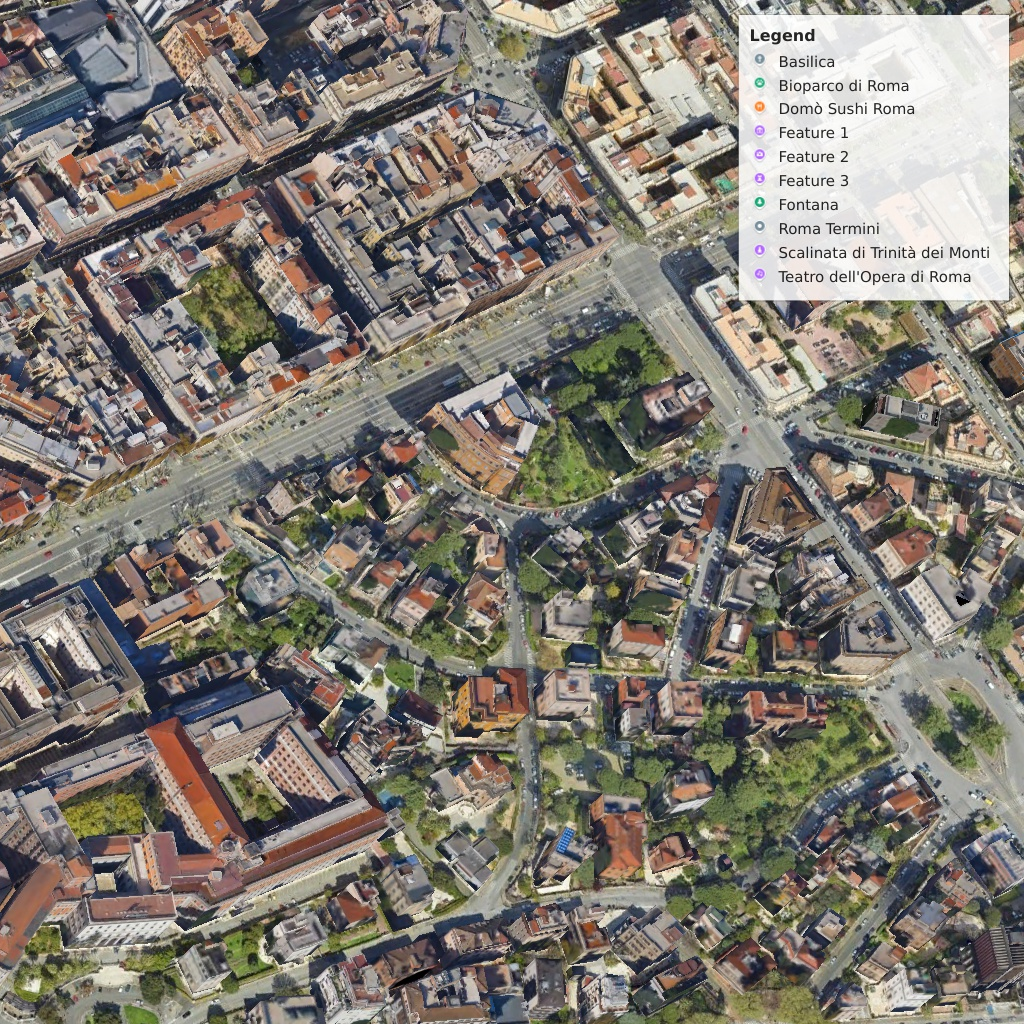 Legend
Basilica
Bioparco di Roma
Domò Sushi Roma
Feature 1
Feature 2
Feature 3
Fontana
Roma Termini
Scalinata di Trinità dei Monti
Teatro dell'Opera di Roma